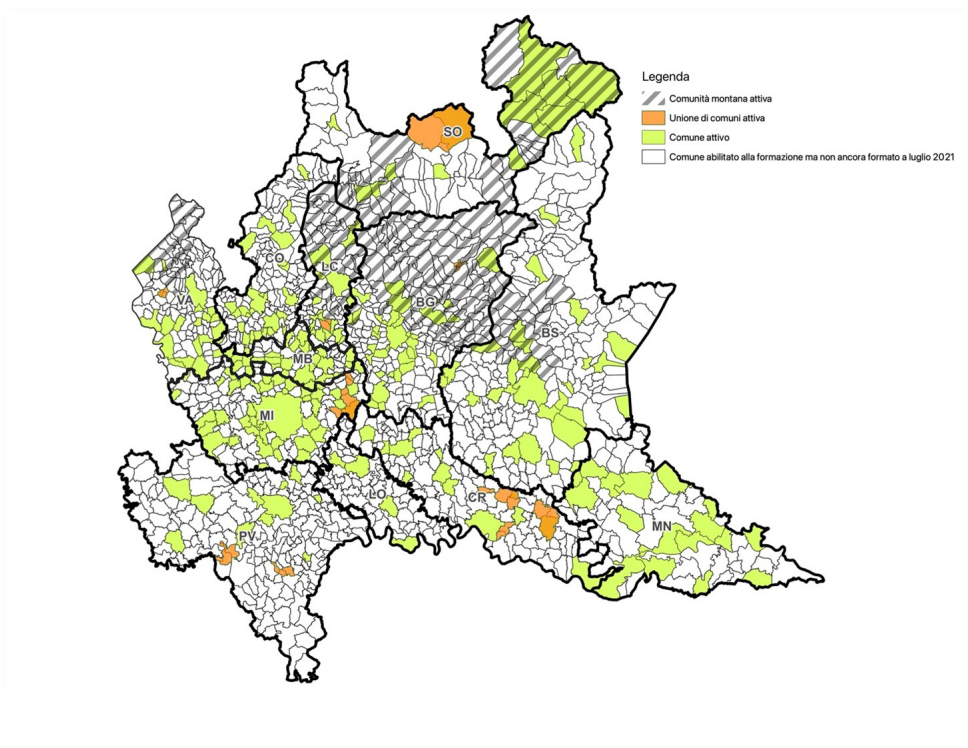 Legenda
Comunità montana attiva
Unione di comuni attiva
Comune attivo
Comune abilitato alla formazione ma non ancora formato a luglio 2021
SO
CO
LC
VA
BG
BS
MB
MI
LO
CR
PV
MN